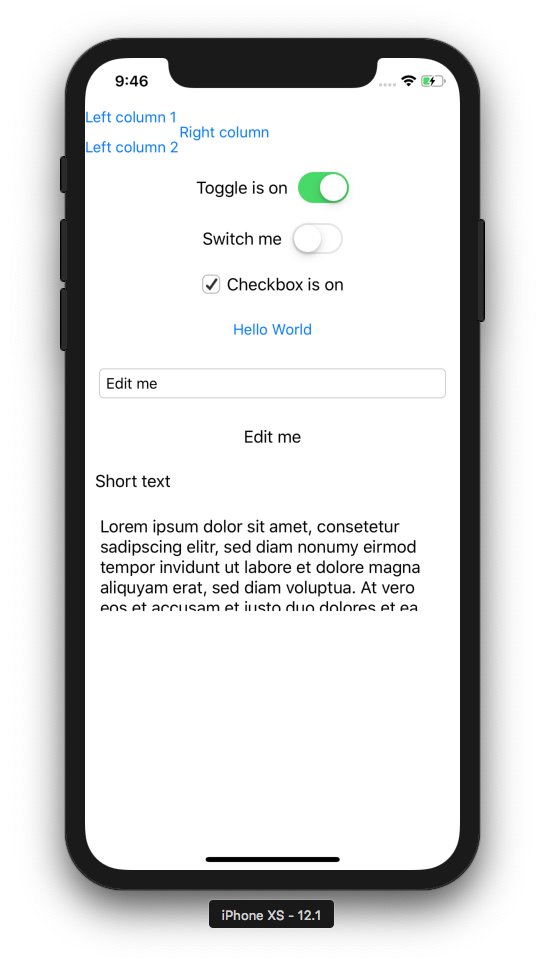 9:46
Left column 1
Right column
Left column 2
Toggle is on
Switch me
Checkbox is on
Hello World
Edit me
Edit me
Short text
Lorem ipsum dolor sit amet, consetetur
sadipscing elitr, sed diam nonumy eirmod
tempor invidunt ut labore et dolore magna
aliquyam erat, sed diam voluptua. At vero
eos et accusam et justo duo dolores et ea
iPhone XS - 12.1